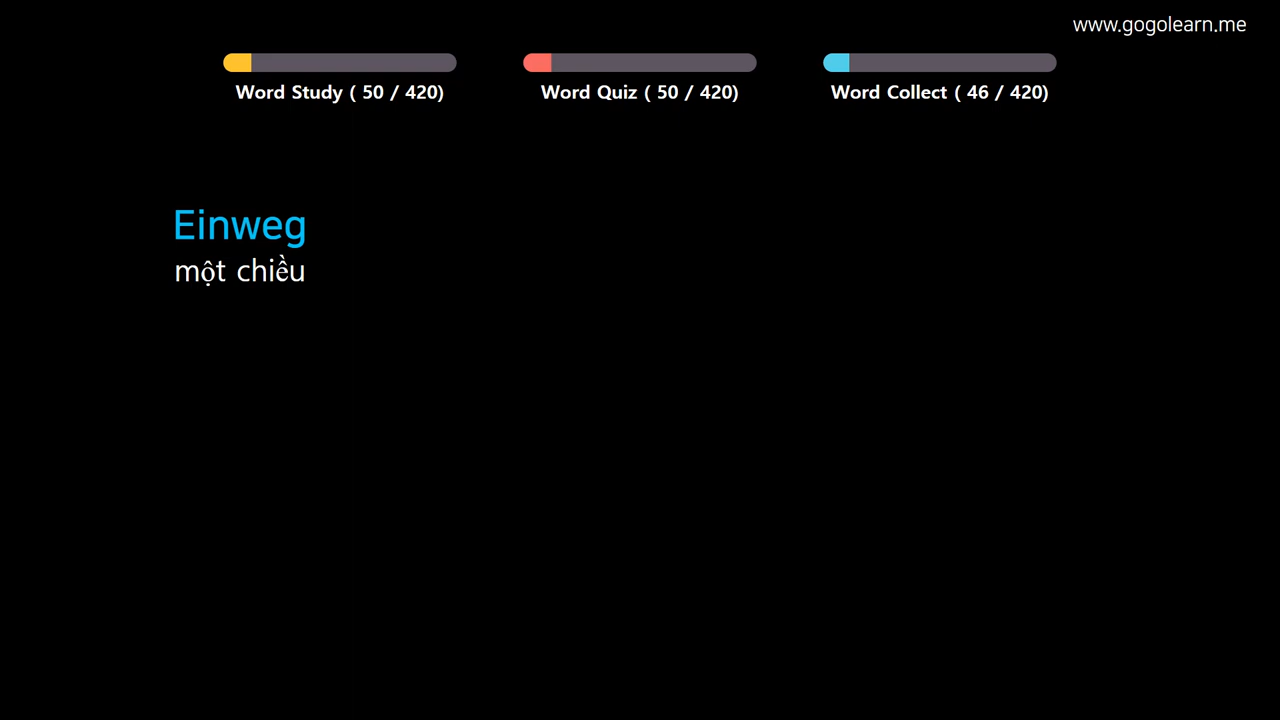 www.gogolearn.me
Word Study ( 50 / 420)
Word Quiz ( 50 / 420)
Word Collect ( 46 / 420)
Einweg
một chiều